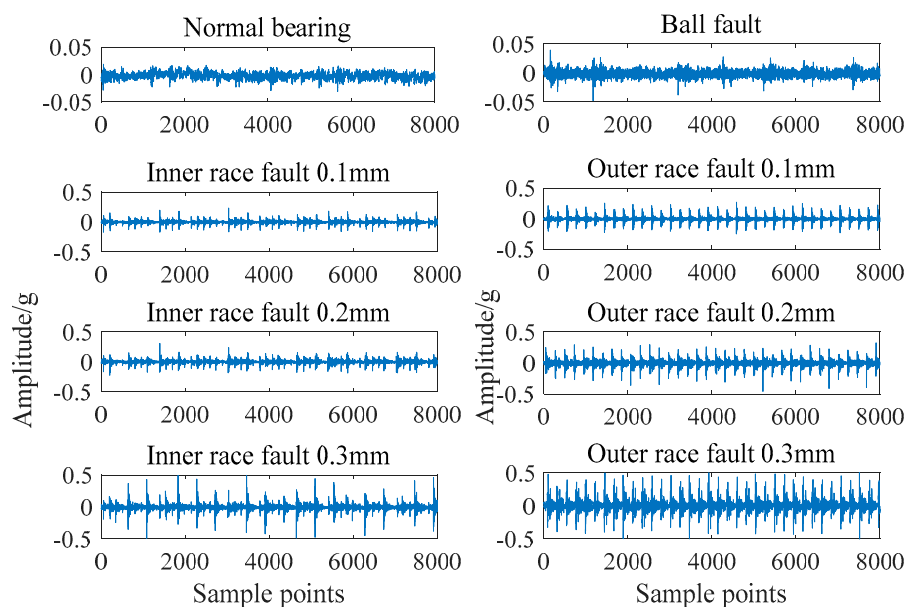 Normal bearing
0.05
0
-0.05
0 2000 4000 6000 8000
Ball fault
0.05
0
-0.05
0 2000 4000 6000 8000
Inner race fault 0.1mm
0.5
0
-0.5
0 2000 4000 6000 8000
Outer race fault 0.1mm
0.5
0
-0.5
0 2000 4000 6000 8000
Inner race fault 0.2mm
0.5
0
-0.5
0 2000 4000 6000 8000
Outer race fault 0.2mm
0.5
0
-0.5
0 2000 4000 6000 8000
Inner race fault 0.3mm
0.5
0
-0.5
0 2000 4000 6000 8000
Outer race fault 0.3mm
0.5
0
-0.5
0 2000 4000 6000 8000
Amplitude/g
Amplitude/g
Sample points
Sample points